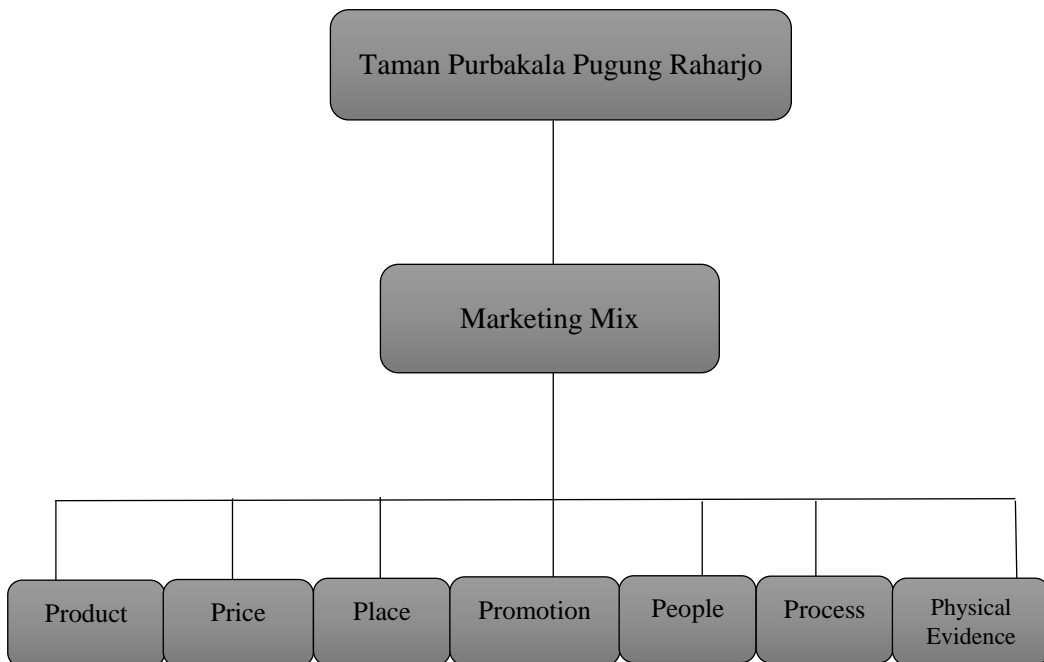 Taman Purbakala Pugung Raharjo
Marketing Mix
Product
Price
Place
Promotion
People
Process
Physical
Evidence